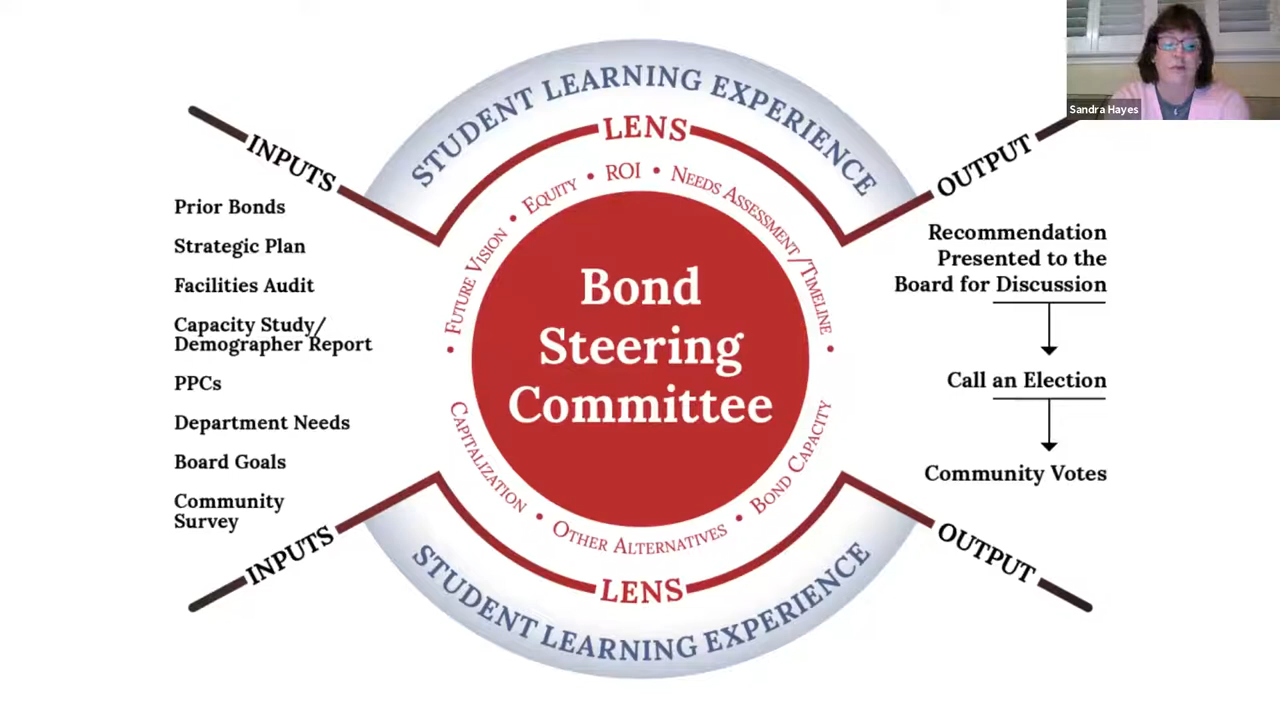 Sandra Hayes
STUDENT LEARNING EXPERIENCE
LENS
INPUTS
OUTPUT
• FUTURE VISION • EQUITY • ROI • NEEDS ASSESSMENT/TIMELINE •
Prior Bonds
Strategic Plan
Facilities Audit
Capacity Study/
Demographer Report
PPCs
Department Needs
Board Goals
Community
Survey
Bond
Steering
Committee
Recommendation
Presented to the
Board for Discussion
Call an Election
Community Votes
CAPITALIZATION • OTHER ALTERNATIVES • BOND CAPACITY
INPUTS
OUTPUT
LENS
STUDENT LEARNING EXPERIENCE